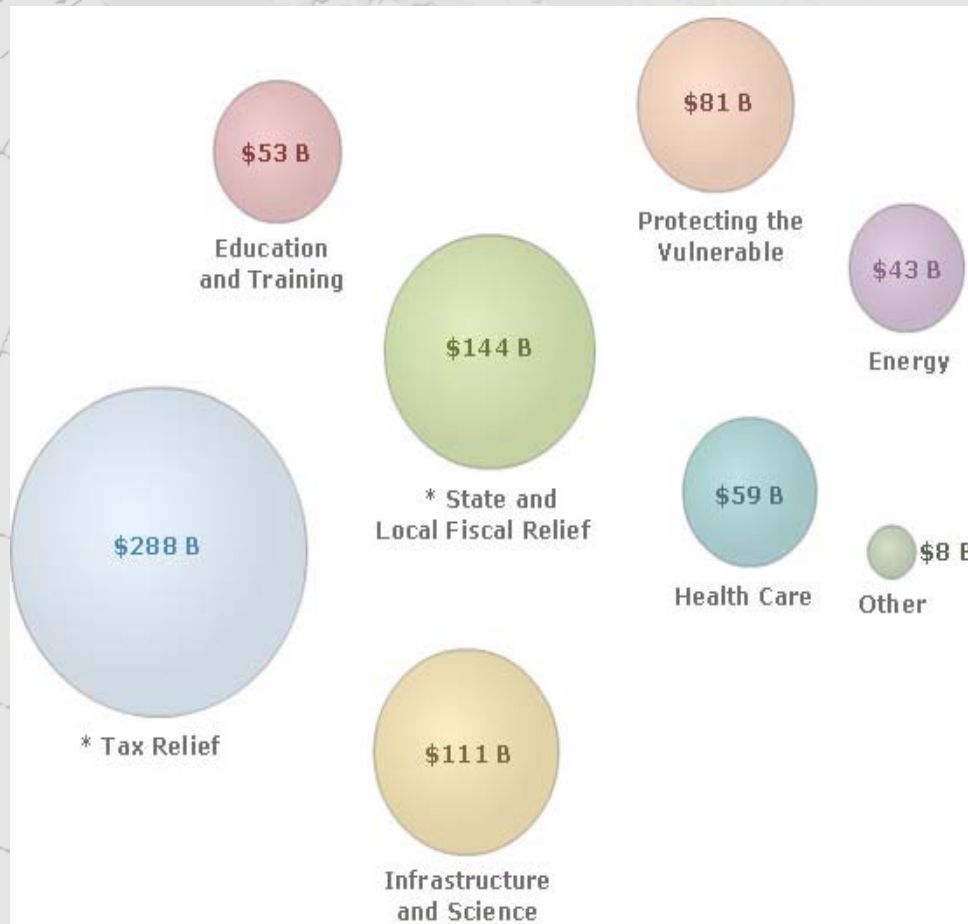 $81 B
$53 B
Protecting the
Vulnerable
Education
and Training
$43 B
$144 B
Energy
* State and
Local Fiscal Relief
$59 B
$288 B
$8 B
Health Care
Other
* Tax Relief
$111 B
Infrastructure
and Science